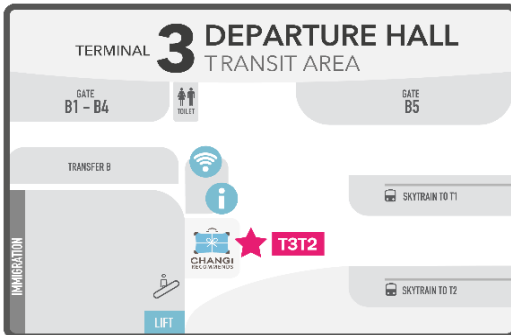 TERMINAL 3 DEPARTURE HALL
TRANSIT AREA
GATE
B1 – B4
TOILET
GATE
B5
TRANSFER B
i
SKYTRAIN TO T1
IMMIGRATION
CHANGI
RECOMMENDS
T3T2
SKYTRAIN TO T2
LIFT